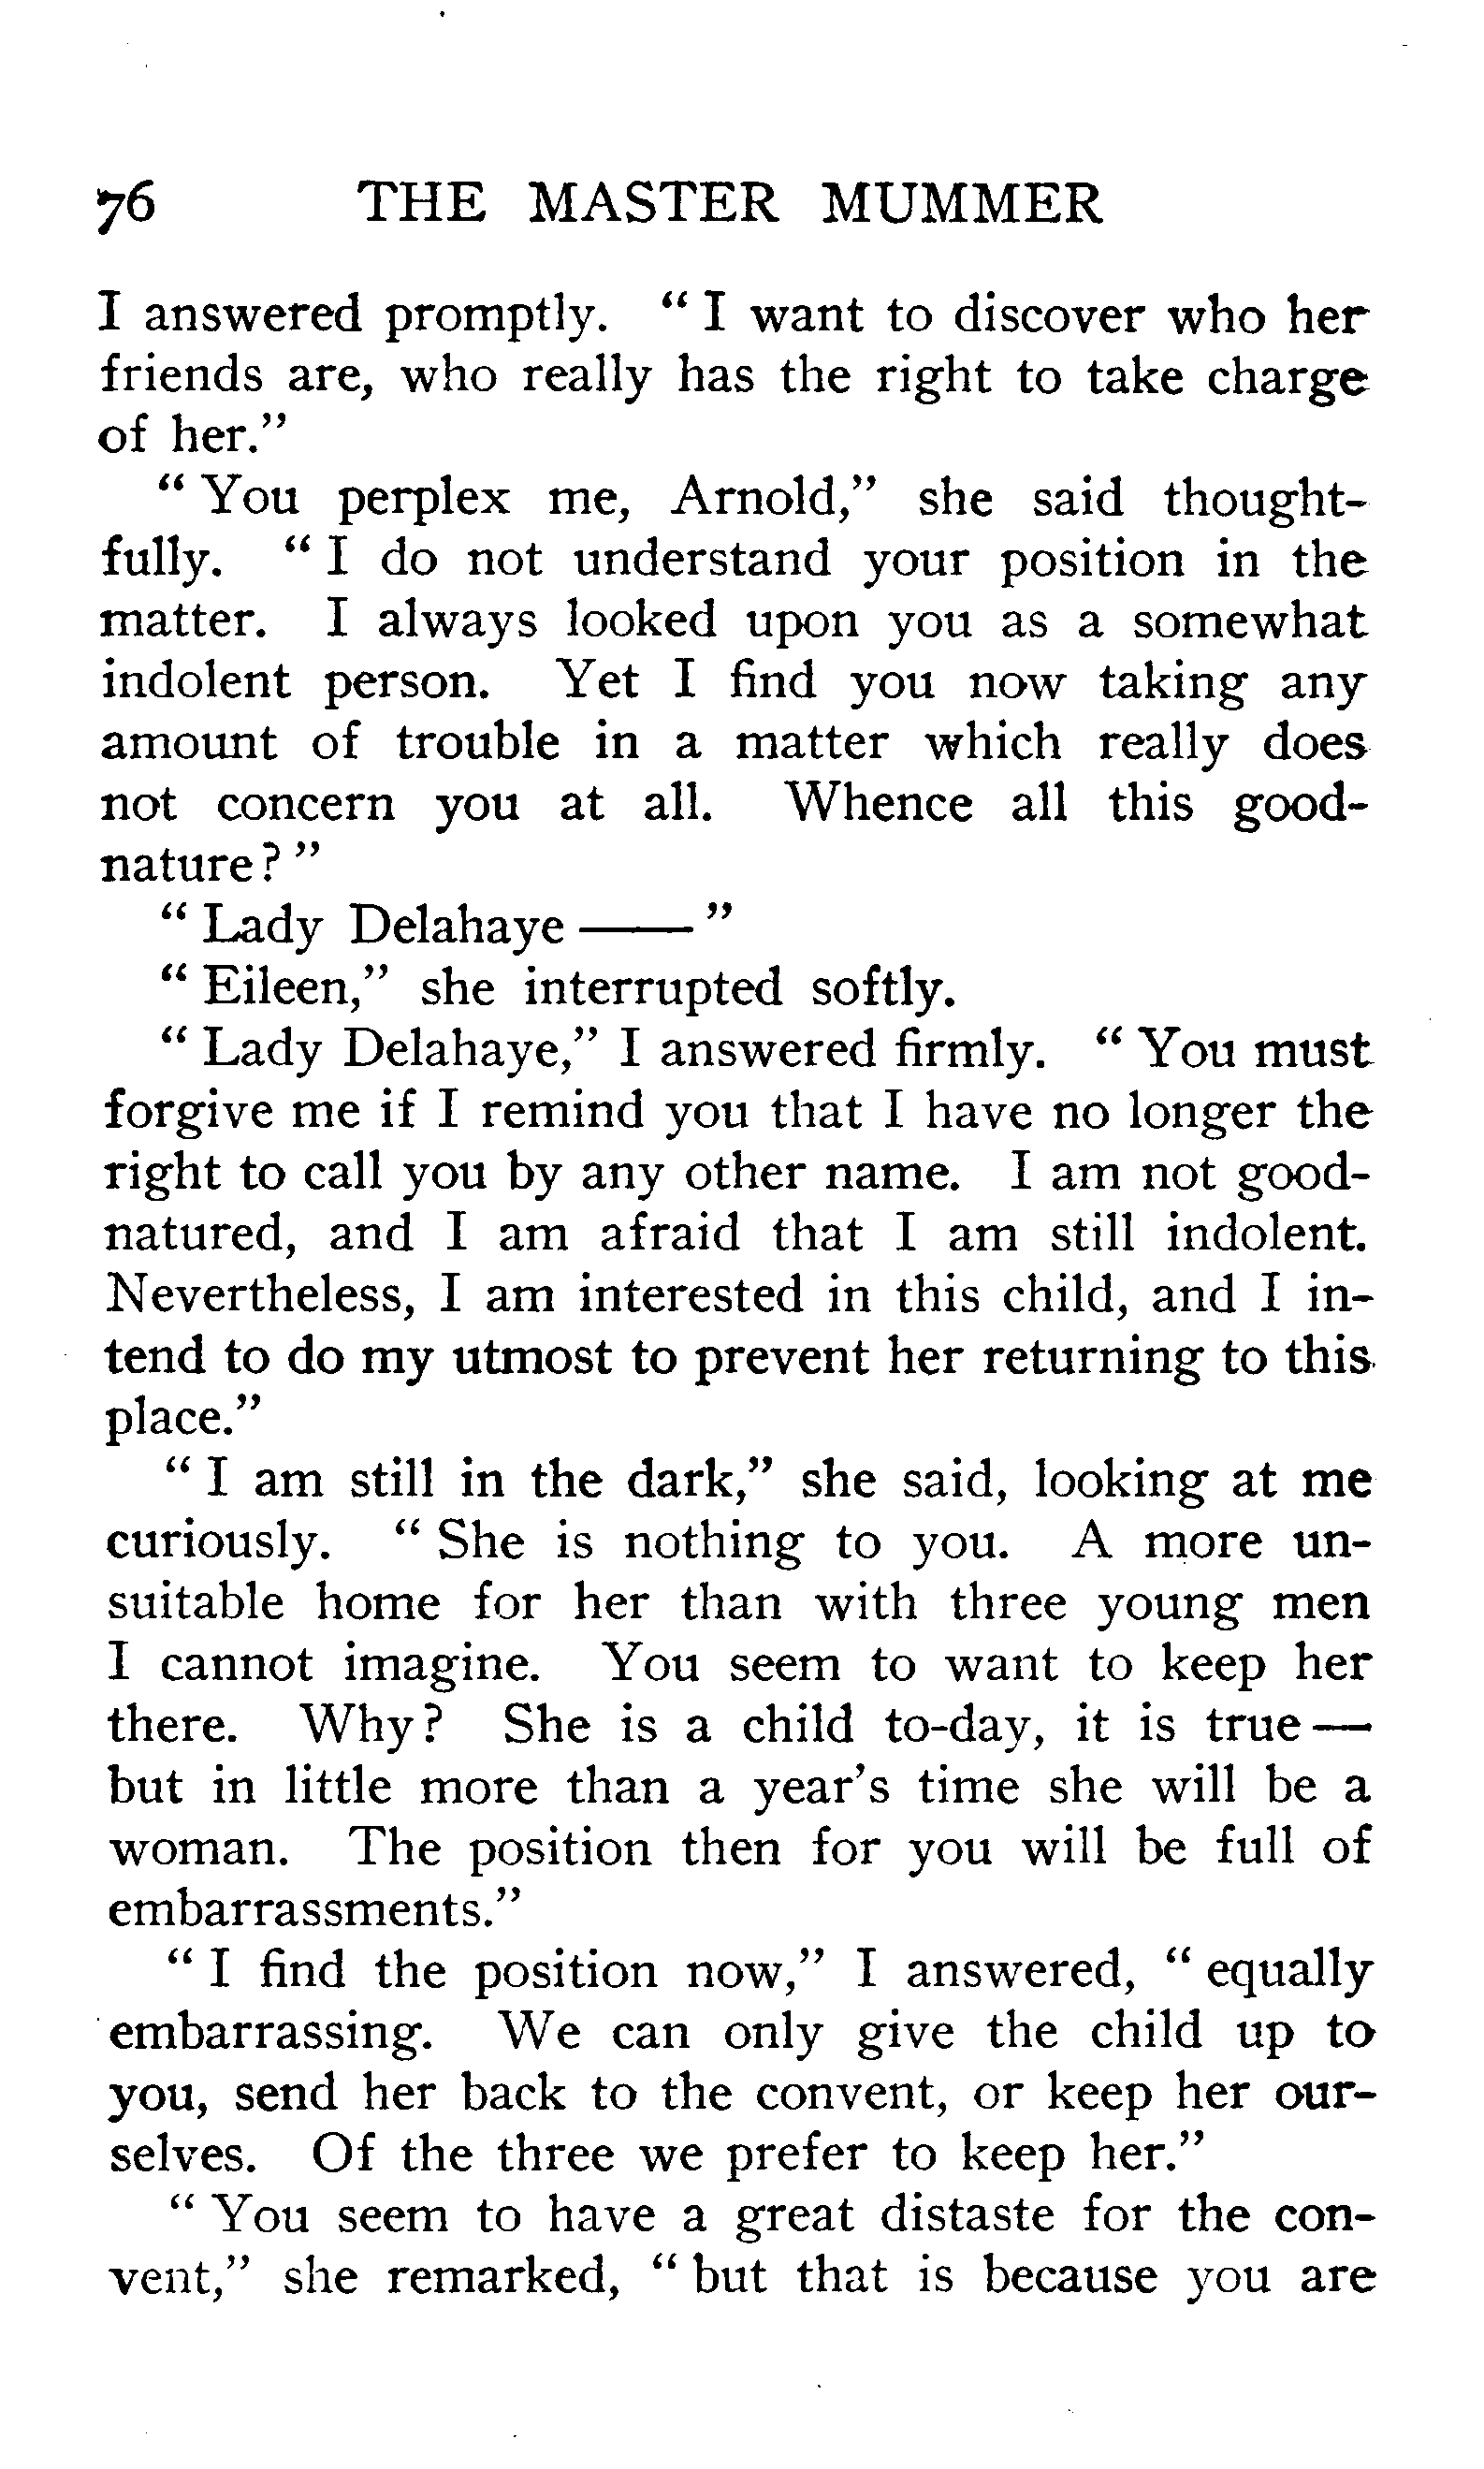 76 THE MASTER MUMMER
I answered promptly. “ I want to discover who her
friends are, who really has the right to take charge
of her.”
“ You perplex me, Arnold,” she said thought-
fully. “ I do not understand your position in the
matter. I always looked upon you as a somewhat
indolent person. Yet I find you now taking any
amount of trouble in a matter which really does
not concern you at all. Whence all this good-
nature ? ”
“ Lady Delahaye —— ”
“ Eileen,” she interrupted softly.
“ Lady Delahaye,” I answered firmly. “ You must
forgive me if I remind you that I have no longer the
right to call you by any other name. I am not good-
natured, and I am afraid that I am still indolent.
Nevertheless, I am interested in this child, and I in-
tend to do my utmost to prevent her returning to this
place.”
“ I am still in the dark,” she said, looking at me
curiously. “ She is nothing to you. A more un-
suitable home for her than with three young men
I cannot imagine. You seem to want to keep her
there. Why ? She is a child to-day, it is true —
but in little more than a year’s time she will be a
woman. The position then for you will be full of
embarrassments.”
“ I find the position now,” I answered, “ equally
embarrassing. We can only give the child up to
you, send her back to the convent, or keep her our-
selves. Of the three we prefer to keep her.”
“ You seem to have a great distaste for the con-
vent,” she remarked, “ but that is because you are